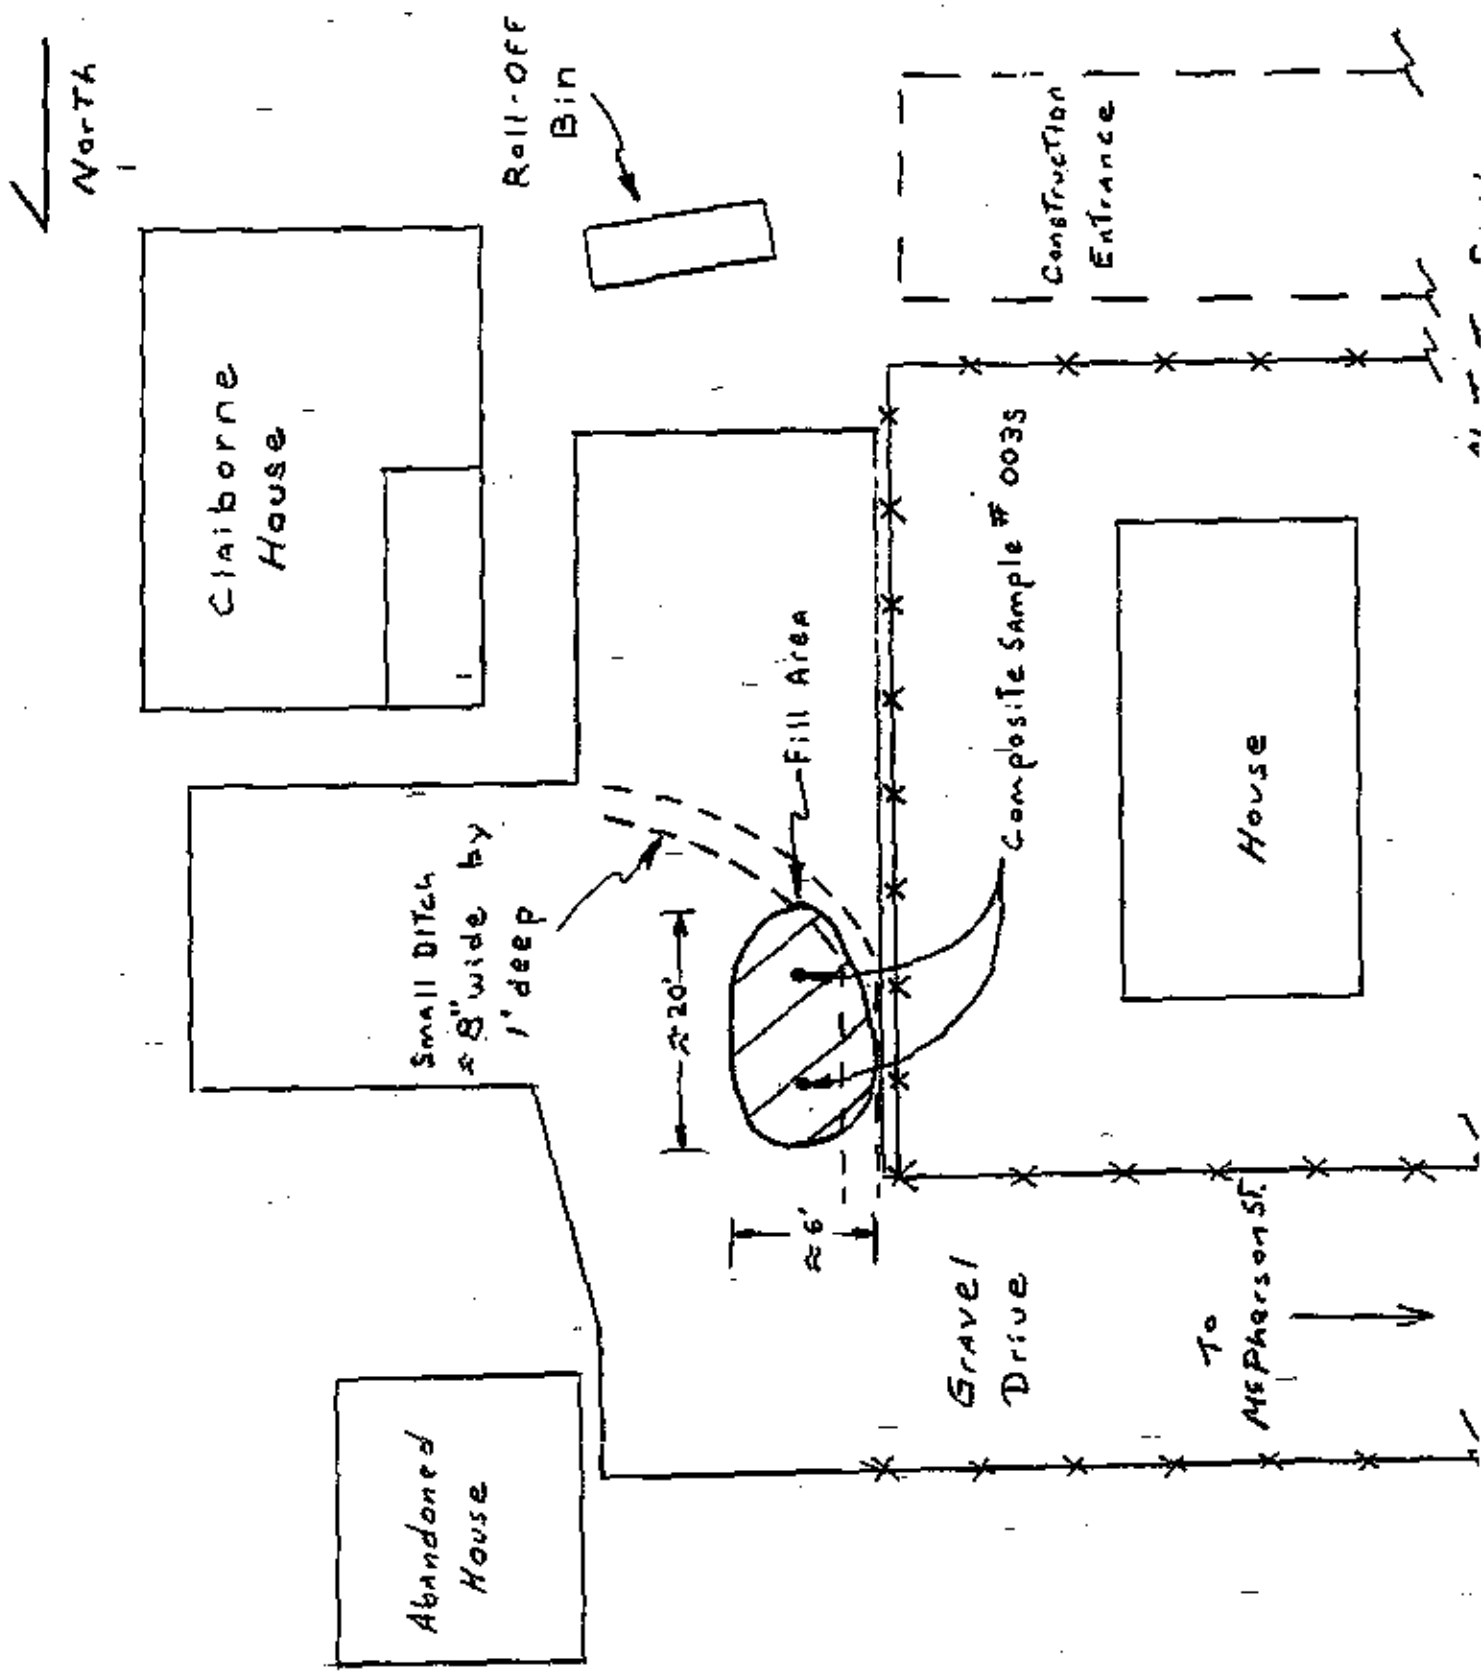 North
Roll-OFF
Bin
Construction
Entrance
Claiborne
House
Composite SAmple # 003S
Fill AreA
Small DITch
≈ 8" wide by
1' deep
≈ 20'
≈ 6'
House
GrAvel
Drive
To
McPherson ST.
Abandoned
House